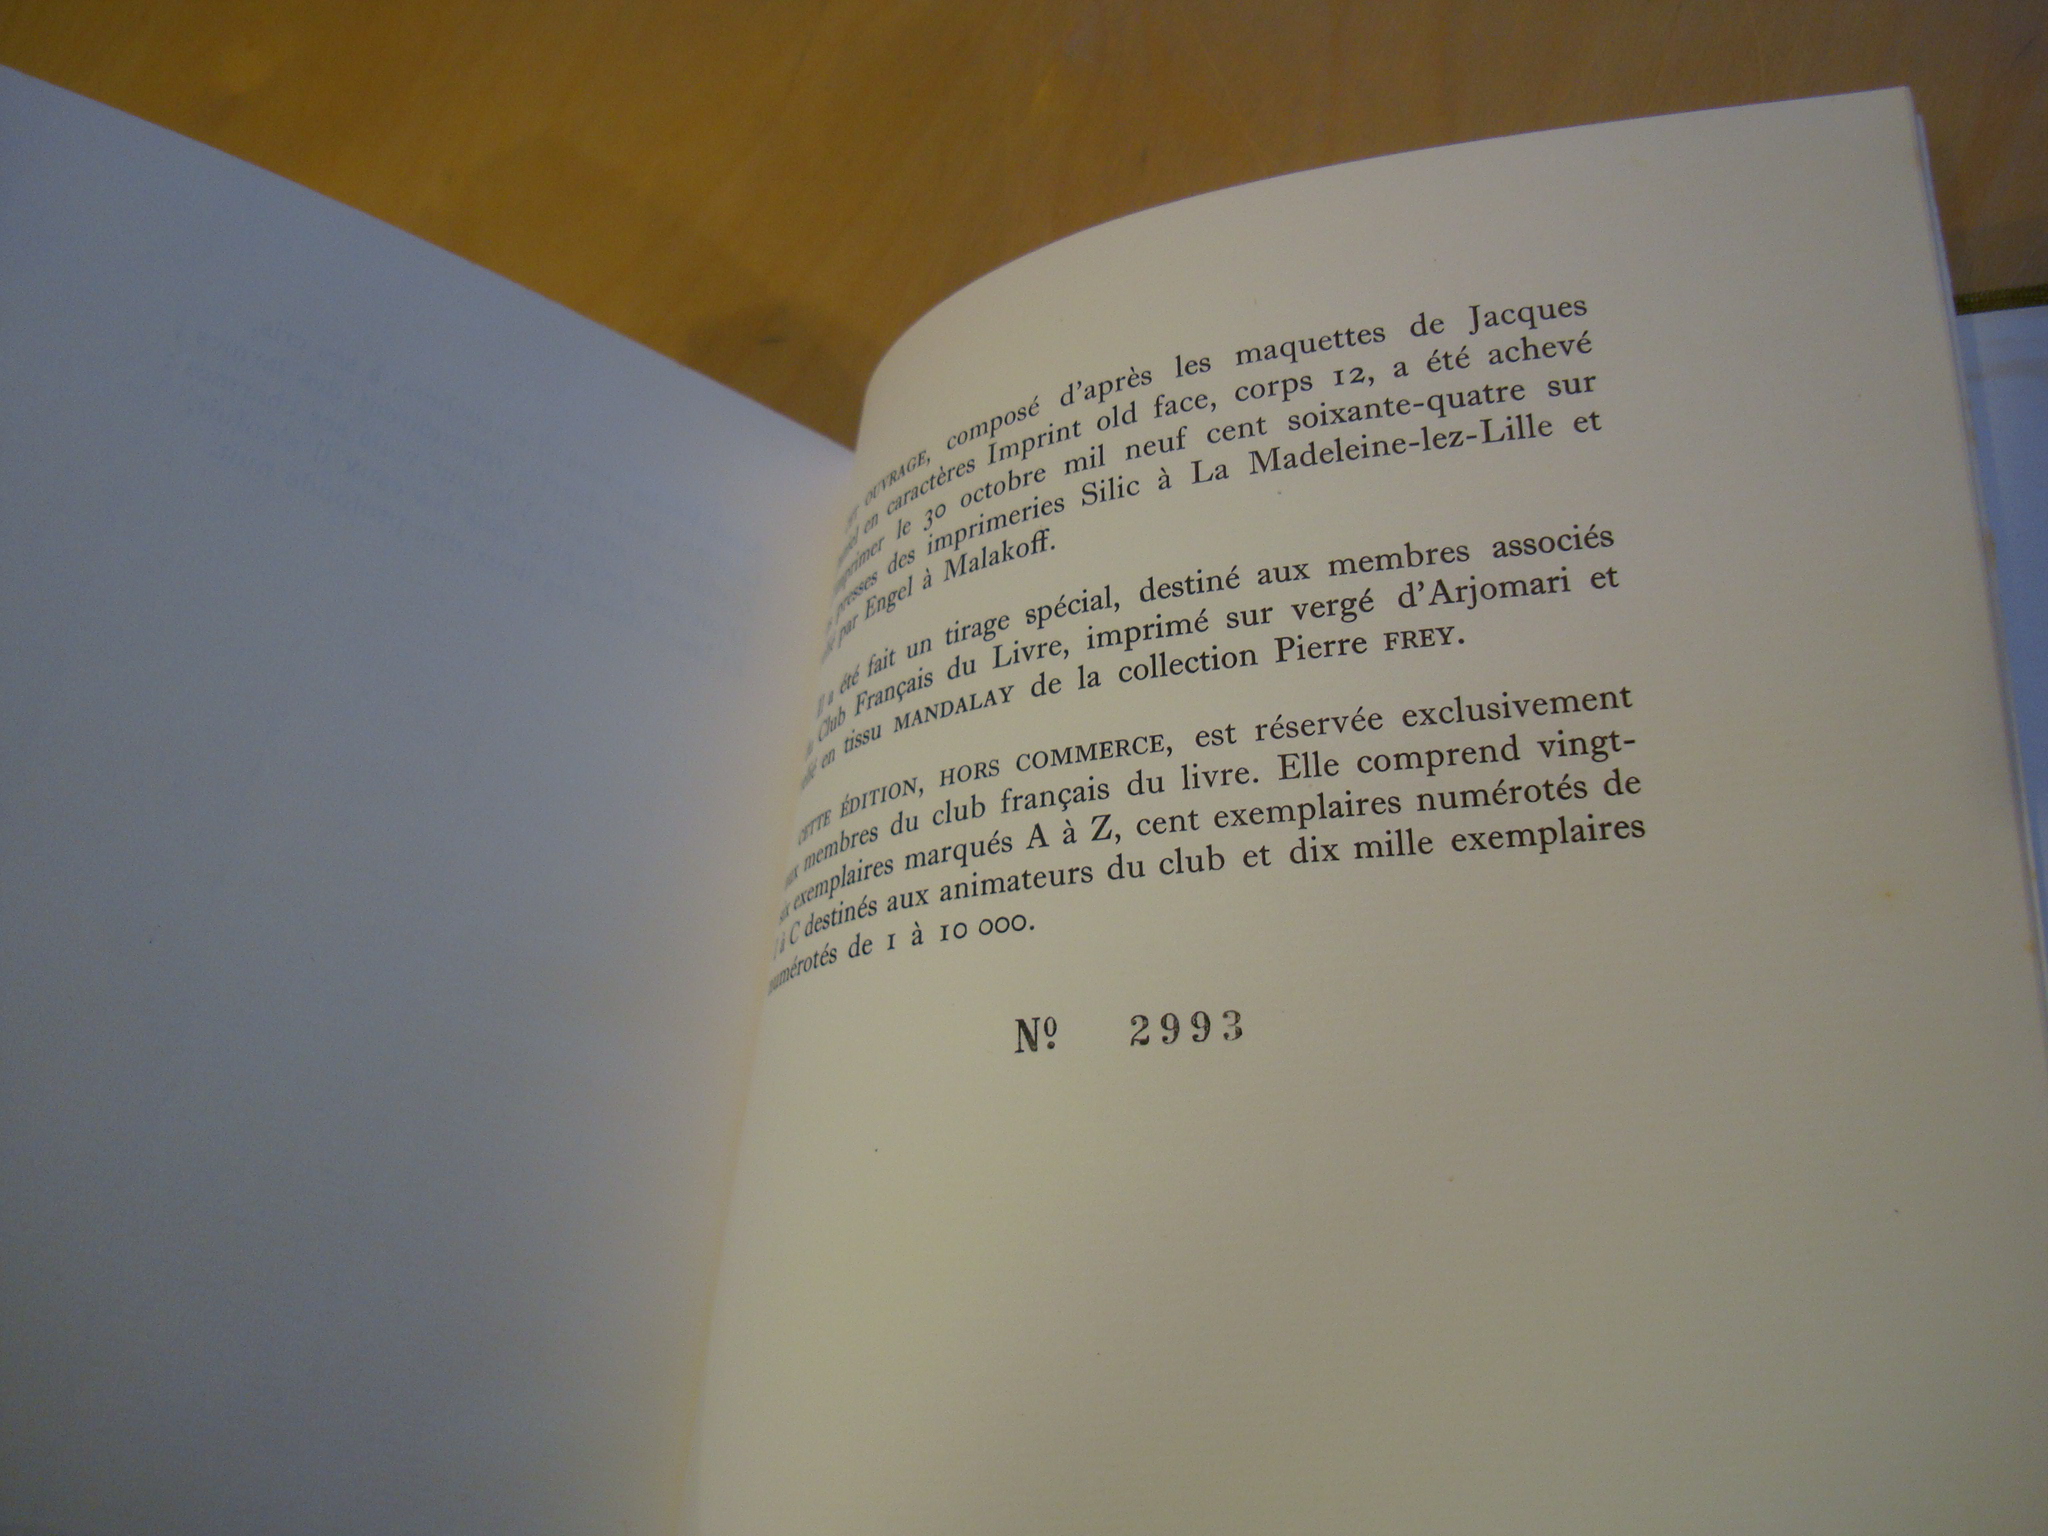 OUVRAGE, composé d'après les maquettes de Jacques
en caractères Imprint old face, corps 12, a été achevé
imprimer le 30 octobre mil neuf cent soixante-quatre sur
presses des imprimeries Silic à La Madeleine-lez-Lille et
par Engel à Malakoff.
Il a été fait un tirage spécial, destiné aux membres associés
Club Français du Livre, imprimé sur vergé d'Arjomari et
en tissu MANDALAY de la collection Pierre FREY.
CETTE ÉDITION, HORS COMMERCE, est réservée exclusivement
aux membres du club français du livre. Elle comprend vingt-
six exemplaires marqués A à Z, cent exemplaires numérotés de
I à C destinés aux animateurs du club et dix mille exemplaires
numérotés de 1 à 10 000.
Nº 2993